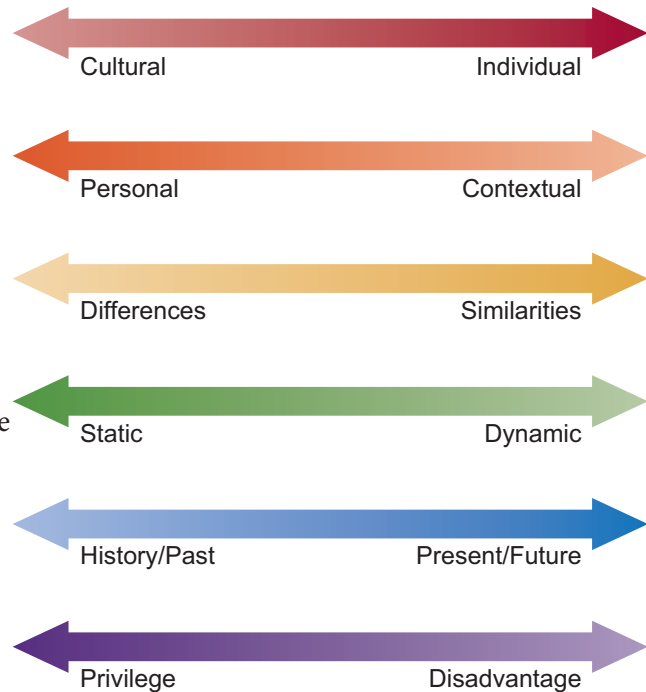 Cultural Individual
Personal Contextual
Differences Similarities
Static Dynamic
History/Past Present/Future
Privilege Disadvantage